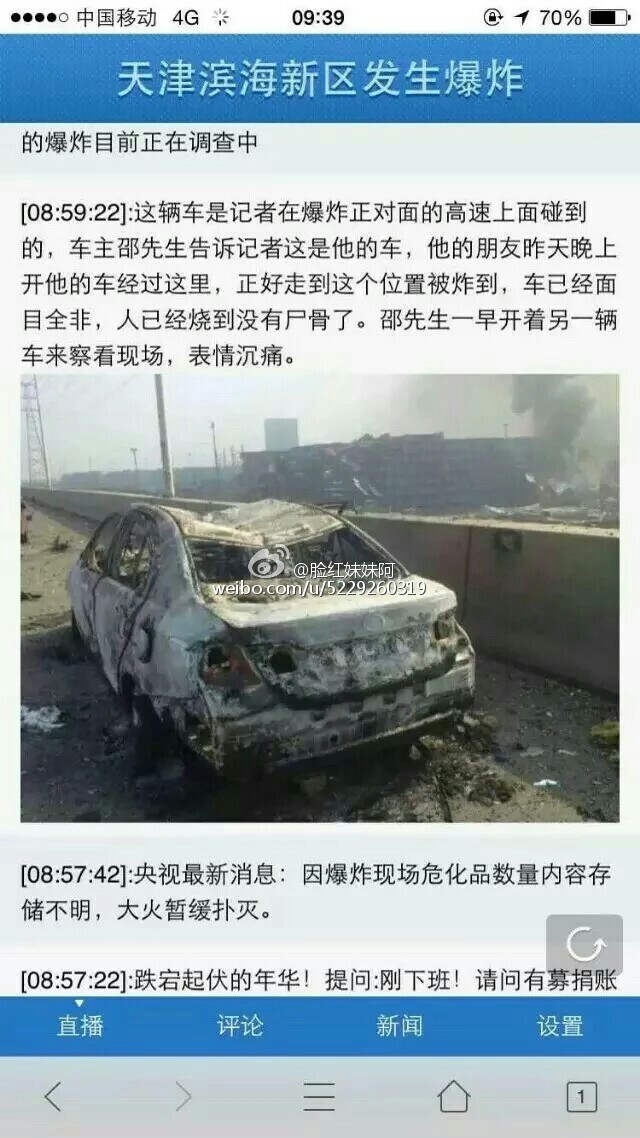 中国移动 4G 09:39 70%
天津滨海新区发生爆炸
的爆炸目前正在调查中
[08:59:22]:这辆车是记者在爆炸正对面的高速上面碰到
的，车主邵先生告诉记者这是他的车，他的朋友昨天晚上
开他的车经过这里，正好走到这个位置被炸到，车已经面
目全非，人已经烧到没有尸骨了。邵先生一早开着另一辆
车来察看现场，表情沉痛。
@脸红妹妹阿
weibo.com/u/5229260319
[08:57:42]:央视最新消息：因爆炸现场危化品数量内容存
储不明，大火暂缓扑灭。
[08:57:22]:跌宕起伏的年华！提问:刚下班！请问有募捐账
直播 评论 新闻 设置
1